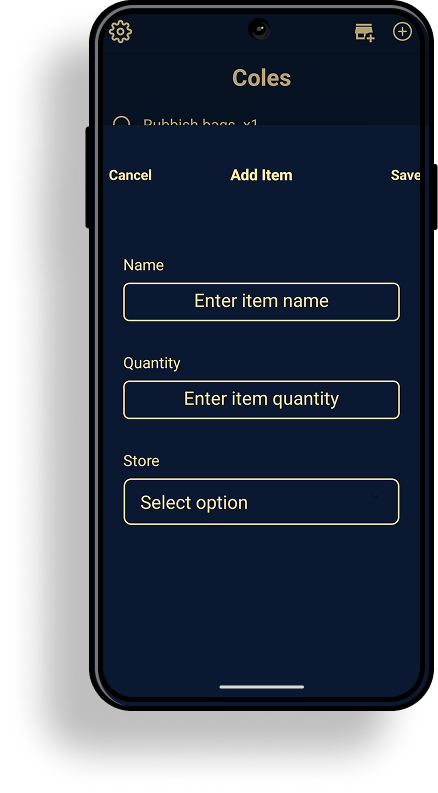 Coles
Rubbish bags x1
Cancel Add Item Save
Name
Enter item name
Quantity
Enter item quantity
Store
Select option